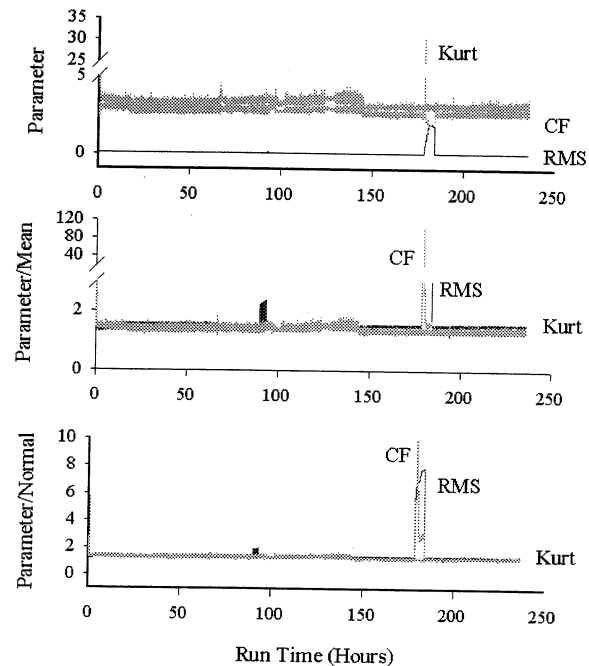 35
30
25
5
0
Parameter
Kurt
CF
RMS
0 50 100 150 200 250
120
80
40
2
0
Parameter/Mean
CF
RMS
Kurt
0 50 100 150 200 250
10
8
6
4
2
0
Parameter/Normal
CF
RMS
Kurt
0 50 100 150 200 250
Run Time (Hours)